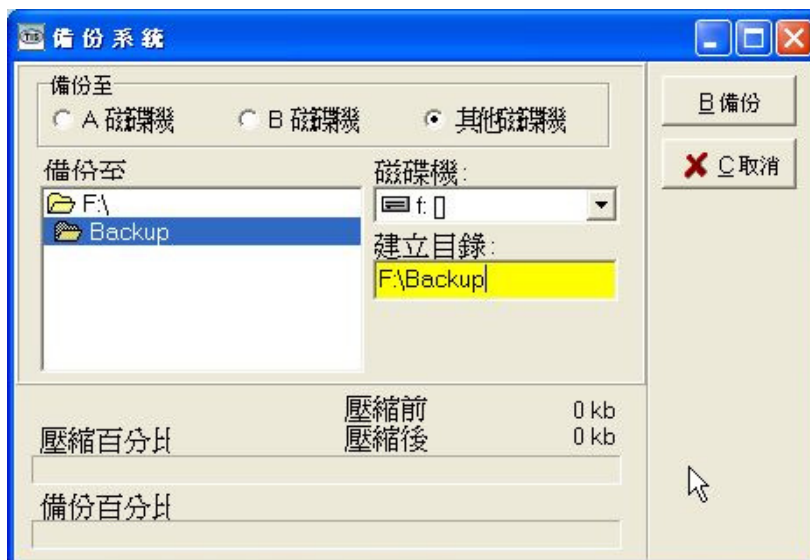 備份系統
備份至
A 磁碟機
B 磁碟機
其他磁碟機
B 備份
C 取消
備份至
磁碟機:
F:\
f: []
Backup
建立目錄:
F:\Backup
壓縮前 0 kb
壓縮百分比 壓縮後 0 kb
備份百分比